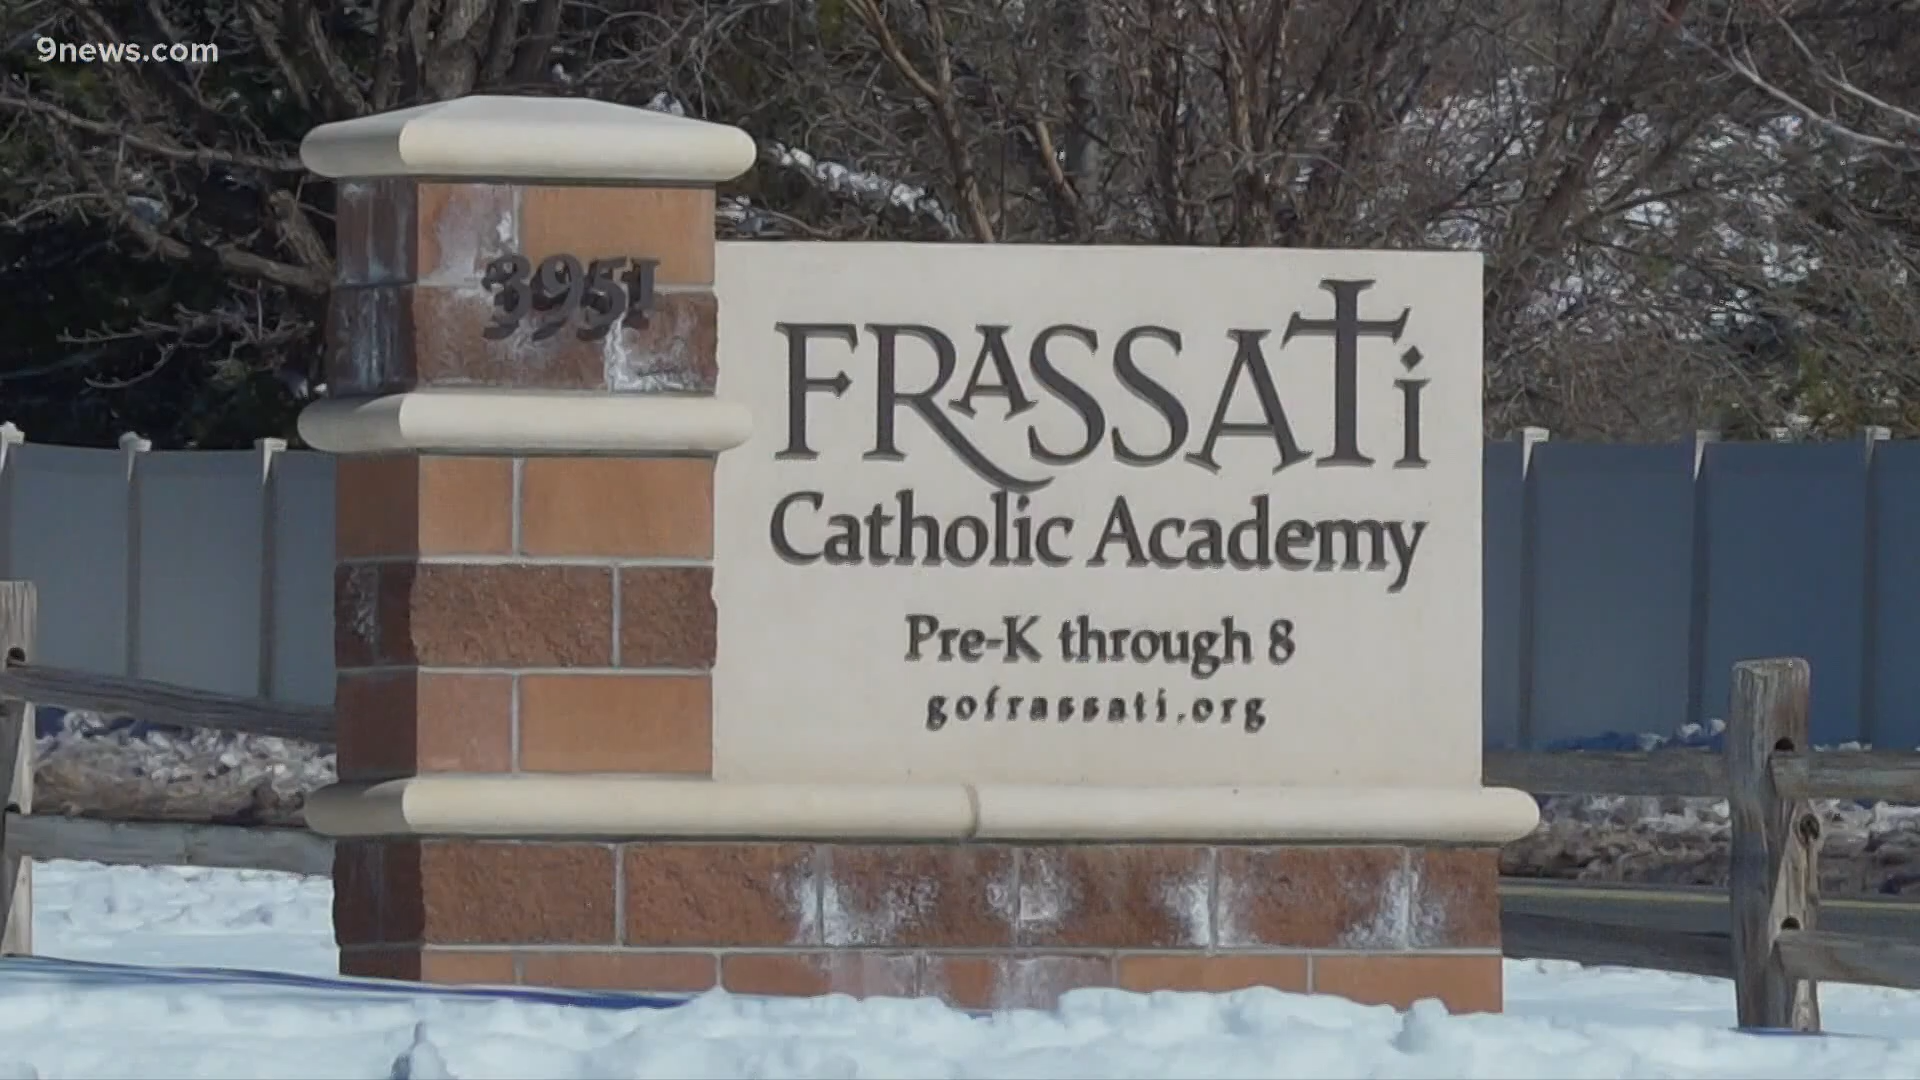 9news.com
3951
FRASSATi
Catholic Academy
Pre-K through 8
gofrassati.org